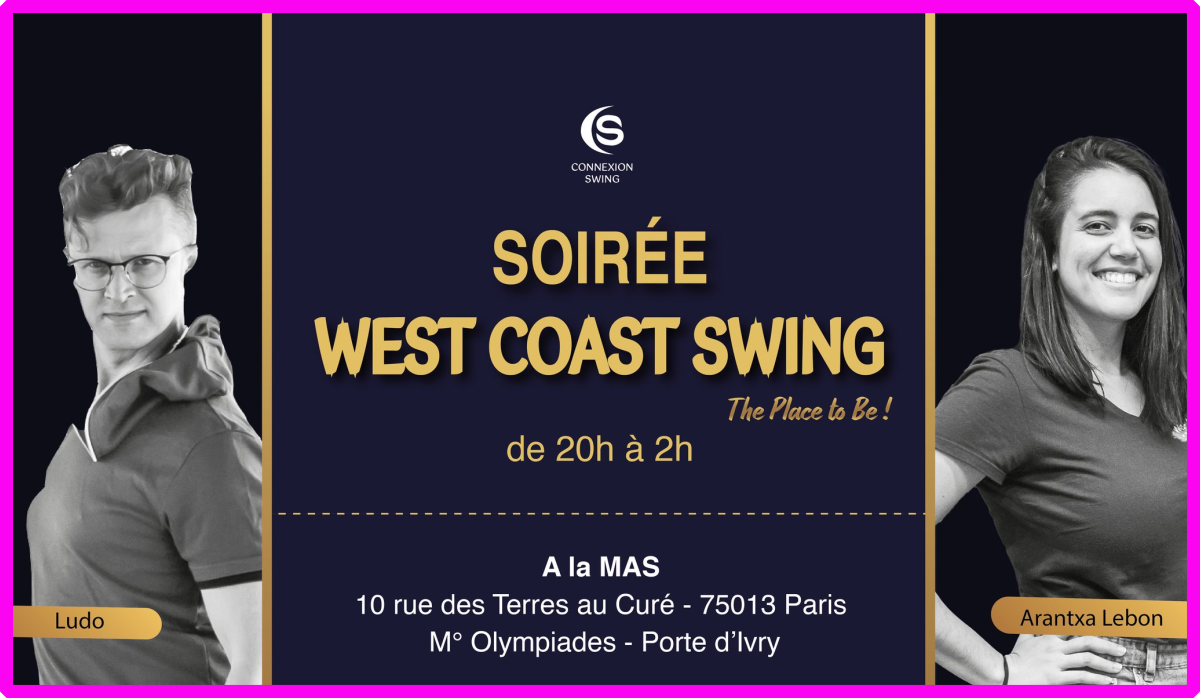 CONNEXION
SWING
SOIRÉE
WEST COAST SWING
The Place to Be !
de 20h à 2h
A la MAS
10 rue des Terres au Curé - 75013 Paris
M° Olympiades - Porte d'Ivry
Ludo
Arantxa Lebon